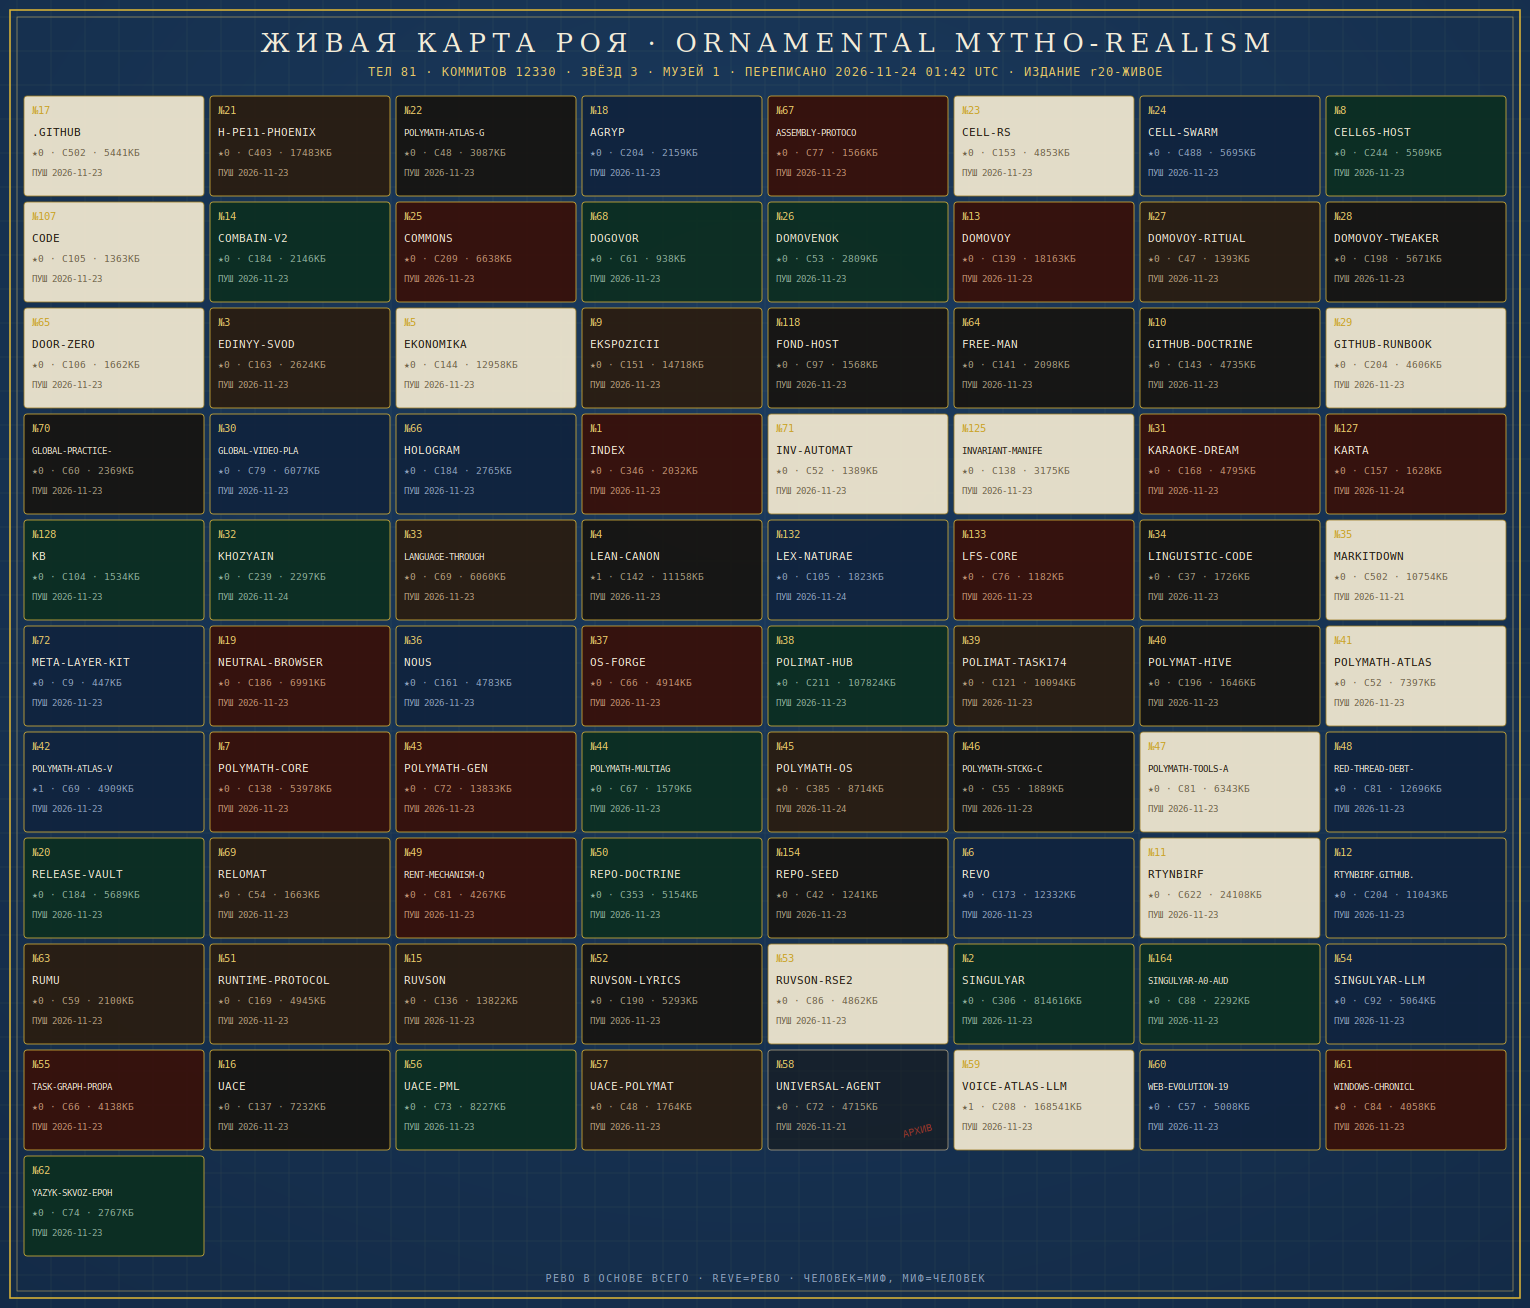 ЖИВАЯ КАРТА РОЯ · ORNAMENTAL MYTHO-REALISM
ТЕЛ 81 · КОММИТОВ 12330 · ЗВЁЗД 3 · МУЗЕЙ 1 · ПЕРЕПИСАНО 2026-11-24 01:42 UTC · ИЗДАНИЕ r20-ЖИВОЕ
№17
.GITHUB
★0 · C502 · 5441КБ
ПУШ 2026-11-23
№21
H-PE11-PHOENIX
★0 · C403 · 17483КБ
ПУШ 2026-11-23
№22
POLYMATH-ATLAS-G
★0 · C48 · 3087КБ
ПУШ 2026-11-23
№18
AGRYP
★0 · C204 · 2159КБ
ПУШ 2026-11-23
№67
ASSEMBLY-PROTOCO
★0 · C77 · 1566КБ
ПУШ 2026-11-23
№23
CELL-RS
★0 · C153 · 4853КБ
ПУШ 2026-11-23
№24
CELL-SWARM
★0 · C488 · 5695КБ
ПУШ 2026-11-23
№8
CELL65-HOST
★0 · C244 · 5509КБ
ПУШ 2026-11-23
№107
CODE
★0 · C105 · 1363КБ
ПУШ 2026-11-23
№14
COMBAIN-V2
★0 · C184 · 2146КБ
ПУШ 2026-11-23
№25
COMMONS
★0 · C209 · 6638КБ
ПУШ 2026-11-23
№68
DOGOVOR
★0 · C61 · 938КБ
ПУШ 2026-11-23
№26
DOMOVENOK
★0 · C53 · 2809КБ
ПУШ 2026-11-23
№13
DOMOVOY
★0 · C139 · 18163КБ
ПУШ 2026-11-23
№27
DOMOVOY-RITUAL
★0 · C47 · 1393КБ
ПУШ 2026-11-23
№28
DOMOVOY-TWEAKER
★0 · C198 · 5671КБ
ПУШ 2026-11-23
№65
DOOR-ZERO
★0 · C106 · 1662КБ
ПУШ 2026-11-23
№3
EDINYY-SVOD
★0 · C163 · 2624КБ
ПУШ 2026-11-23
№5
EKONOMIKA
★0 · C144 · 12958КБ
ПУШ 2026-11-23
№9
EKSPOZICII
★0 · C151 · 14718КБ
ПУШ 2026-11-23
№118
FOND-HOST
★0 · C97 · 1568КБ
ПУШ 2026-11-23
№64
FREE-MAN
★0 · C141 · 2098КБ
ПУШ 2026-11-23
№10
GITHUB-DOCTRINE
★0 · C143 · 4735КБ
ПУШ 2026-11-23
№29
GITHUB-RUNBOOK
★0 · C204 · 4606КБ
ПУШ 2026-11-23
№70
GLOBAL-PRACTICE-
★0 · C60 · 2369КБ
ПУШ 2026-11-23
№30
GLOBAL-VIDEO-PLA
★0 · C79 · 6077КБ
ПУШ 2026-11-23
№66
HOLOGRAM
★0 · C184 · 2765КБ
ПУШ 2026-11-23
№1
INDEX
★0 · C346 · 2032КБ
ПУШ 2026-11-23
№71
INV-AUTOMAT
★0 · C52 · 1389КБ
ПУШ 2026-11-23
№125
INVARIANT-MANIFE
★0 · C138 · 3175КБ
ПУШ 2026-11-23
№31
KARAOKE-DREAM
★0 · C168 · 4795КБ
ПУШ 2026-11-23
№127
KARTA
★0 · C157 · 1628КБ
ПУШ 2026-11-24
№128
KB
★0 · C104 · 1534КБ
ПУШ 2026-11-23
№32
KHOZYAIN
★0 · C239 · 2297КБ
ПУШ 2026-11-24
№33
LANGUAGE-THROUGH
★0 · C69 · 6060КБ
ПУШ 2026-11-23
№4
LEAN-CANON
★1 · C142 · 11158КБ
ПУШ 2026-11-23
№132
LEX-NATURAE
★0 · C105 · 1823КБ
ПУШ 2026-11-24
№133
LFS-CORE
★0 · C76 · 1182КБ
ПУШ 2026-11-23
№34
LINGUISTIC-CODE
★0 · C37 · 1726КБ
ПУШ 2026-11-23
№35
MARKITDOWN
★0 · C502 · 10754КБ
ПУШ 2026-11-21
№72
META-LAYER-KIT
★0 · C9 · 447КБ
ПУШ 2026-11-23
№19
NEUTRAL-BROWSER
★0 · C186 · 6991КБ
ПУШ 2026-11-23
№36
NOUS
★0 · C161 · 4783КБ
ПУШ 2026-11-23
№37
OS-FORGE
★0 · C66 · 4914КБ
ПУШ 2026-11-23
№38
POLIMAT-HUB
★0 · C211 · 107824КБ
ПУШ 2026-11-23
№39
POLIMAT-TASK174
★0 · C121 · 10094КБ
ПУШ 2026-11-23
№40
POLYMAT-HIVE
★0 · C196 · 1646КБ
ПУШ 2026-11-23
№41
POLYMATH-ATLAS
★0 · C52 · 7397КБ
ПУШ 2026-11-23
№42
POLYMATH-ATLAS-V
★1 · C69 · 4909КБ
ПУШ 2026-11-23
№7
POLYMATH-CORE
★0 · C138 · 53978КБ
ПУШ 2026-11-23
№43
POLYMATH-GEN
★0 · C72 · 13833КБ
ПУШ 2026-11-23
№44
POLYMATH-MULTIAG
★0 · C67 · 1579КБ
ПУШ 2026-11-23
№45
POLYMATH-OS
★0 · C385 · 8714КБ
ПУШ 2026-11-24
№46
POLYMATH-STCKG-C
★0 · C55 · 1889КБ
ПУШ 2026-11-23
№47
POLYMATH-TOOLS-A
★0 · C81 · 6343КБ
ПУШ 2026-11-23
№48
RED-THREAD-DEBT-
★0 · C81 · 12696КБ
ПУШ 2026-11-23
№20
RELEASE-VAULT
★0 · C184 · 5689КБ
ПУШ 2026-11-23
№69
RELOMAT
★0 · C54 · 1663КБ
ПУШ 2026-11-23
№49
RENT-MECHANISM-Q
★0 · C81 · 4267КБ
ПУШ 2026-11-23
№50
REPO-DOCTRINE
★0 · C353 · 5154КБ
ПУШ 2026-11-23
№154
REPO-SEED
★0 · C42 · 1241КБ
ПУШ 2026-11-23
№6
REVO
★0 · C173 · 12332КБ
ПУШ 2026-11-23
№11
RTYNBIRF
★0 · C622 · 24108КБ
ПУШ 2026-11-23
№12
RTYNBIRF.GITHUB.
★0 · C204 · 11043КБ
ПУШ 2026-11-23
№63
RUMU
★0 · C59 · 2100КБ
ПУШ 2026-11-23
№51
RUNTIME-PROTOCOL
★0 · C169 · 4945КБ
ПУШ 2026-11-23
№15
RUVSON
★0 · C136 · 13822КБ
ПУШ 2026-11-23
№52
RUVSON-LYRICS
★0 · C190 · 5293КБ
ПУШ 2026-11-23
№53
RUVSON-RSE2
★0 · C86 · 4862КБ
ПУШ 2026-11-23
№2
SINGULYAR
★0 · C306 · 814616КБ
ПУШ 2026-11-23
№164
SINGULYAR-A0-AUD
★0 · C88 · 2292КБ
ПУШ 2026-11-23
№54
SINGULYAR-LLM
★0 · C92 · 5064КБ
ПУШ 2026-11-23
№55
TASK-GRAPH-PROPA
★0 · C66 · 4138КБ
ПУШ 2026-11-23
№16
UACE
★0 · C137 · 7232КБ
ПУШ 2026-11-23
№56
UACE-PML
★0 · C73 · 8227КБ
ПУШ 2026-11-23
№57
UACE-POLYMAT
★0 · C48 · 1764КБ
ПУШ 2026-11-23
№58
UNIVERSAL-AGENT
★0 · C72 · 4715КБ
ПУШ 2026-11-21
АРХИВ
№59
VOICE-ATLAS-LLM
★1 · C208 · 168541КБ
ПУШ 2026-11-23
№60
WEB-EVOLUTION-19
★0 · C57 · 5008КБ
ПУШ 2026-11-23
№61
WINDOWS-CHRONICL
★0 · C84 · 4058КБ
ПУШ 2026-11-23
№62
YAZYK-SKVOZ-EPOH
★0 · C74 · 2767КБ
ПУШ 2026-11-23
РЕВО В ОСНОВЕ ВСЕГО · REVE=РЕВО · ЧЕЛОВЕК=МИФ, МИФ=ЧЕЛОВЕК